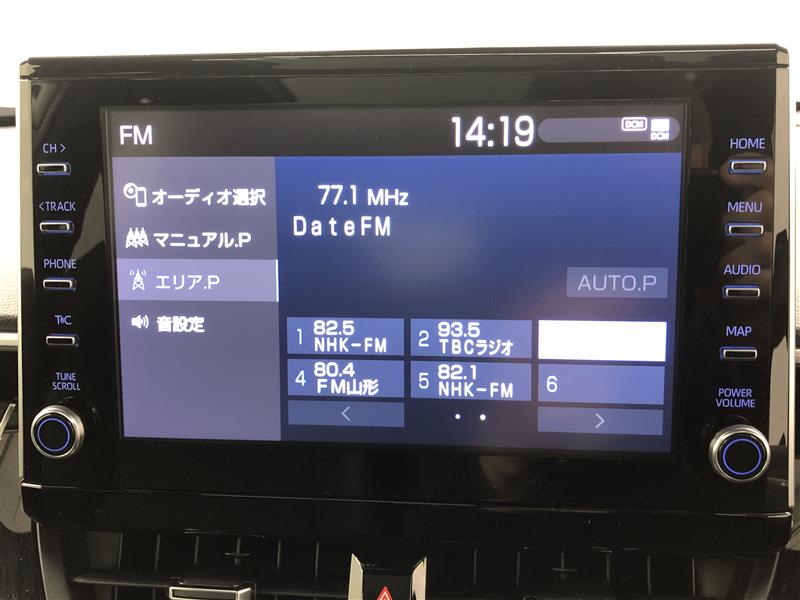 FM
14:19
DCM
DCM
CH >
<TRACK
PHONE
TSC
TUNE
SCROLL
オーディオ選択
マニュアル.P
エリア.P
音設定
77.1 MHz
DateFM
AUTO.P
1 82.5 NHK-FM
2 93.5 TBCラジオ
4 80.4 FM山形
5 82.1 NHK-FM
6
<
>
HOME
MENU
AUDIO
MAP
POWER
VOLUME